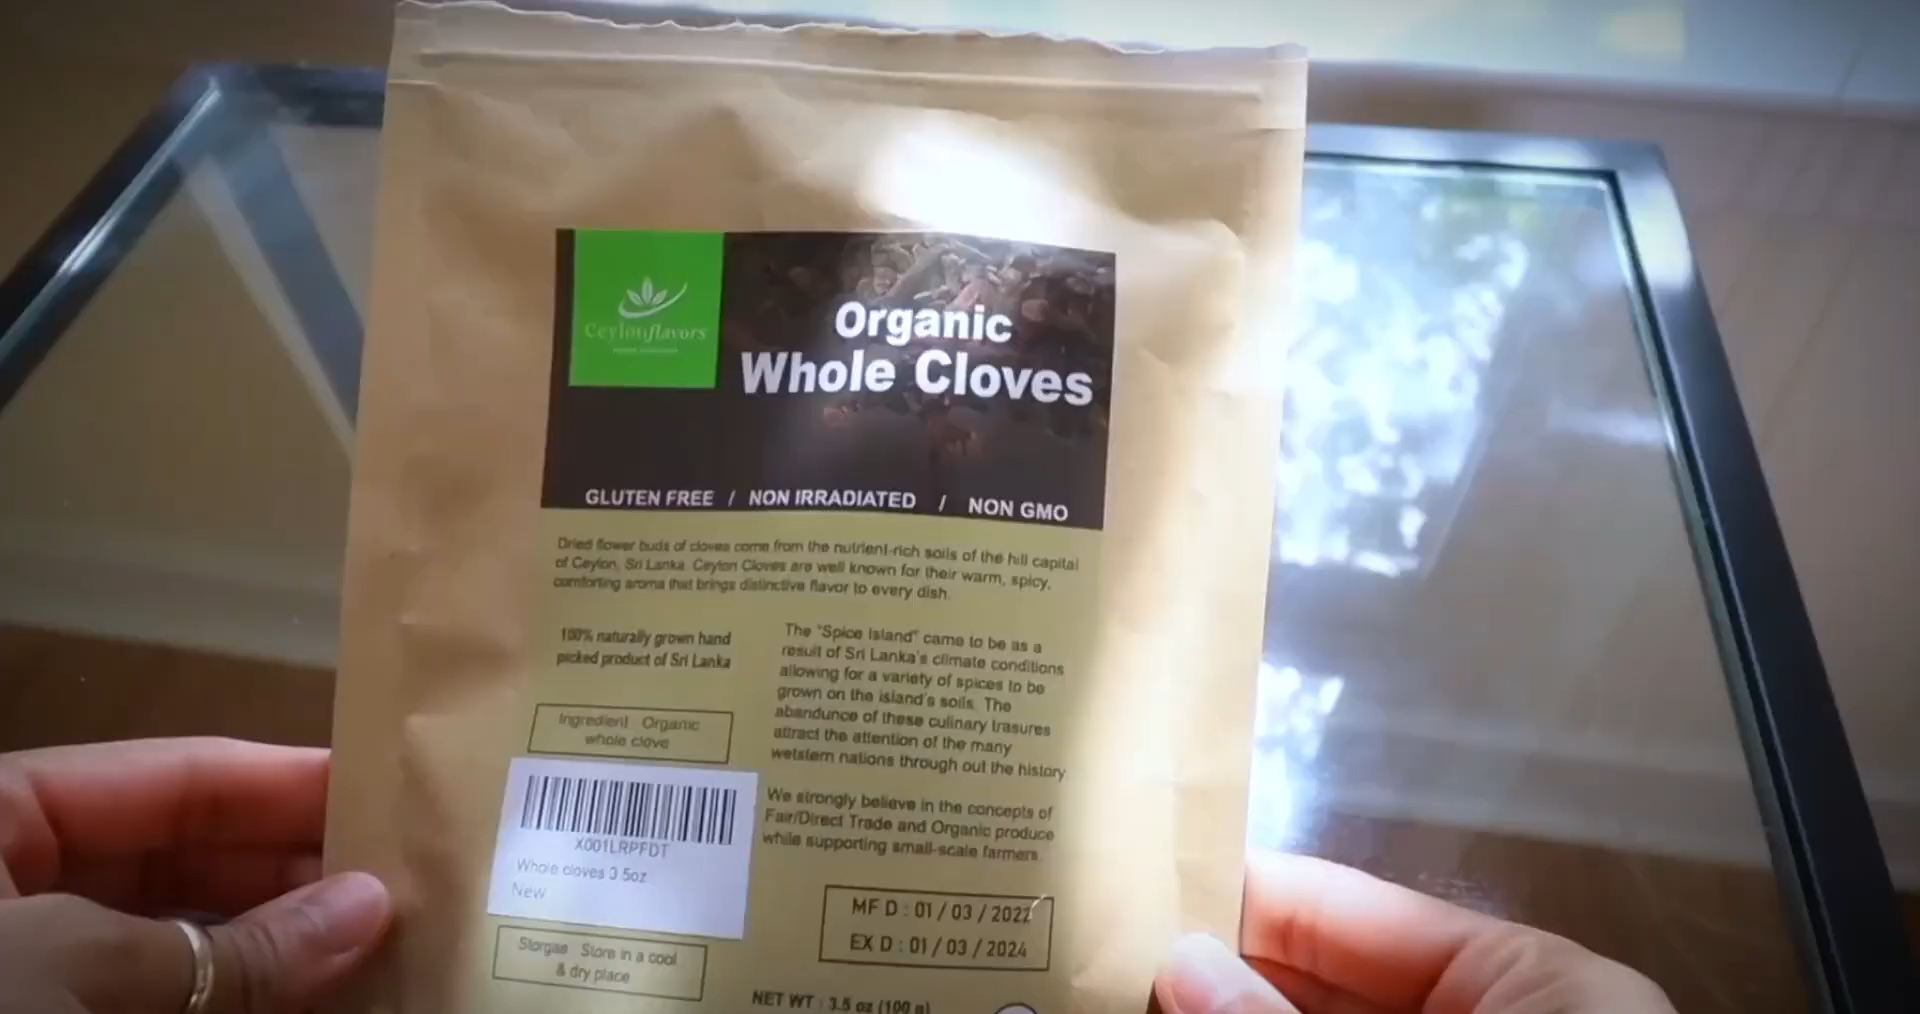 Ceylonflavors
Organic
Whole Cloves
GLUTEN FREE / NON IRRADIATED / NON GMO
Dried flower buds of cloves come from the nutrient-rich soils of the hill capital
of Ceylon, Sri Lanka. Ceylon Cloves are well known for their warm, spicy,
comforting aroma that brings distinctive flavor to every dish.
100% naturally grown hand
picked product of Sri Lanka
Ingredient : Organic
whole clove
X001LRPFDT
Whole cloves 3.5oz
New
Storgae : Store in a cool
& dry place
The "Spice Island" came to be as a
result of Sri Lanka's climate conditions
allowing for a variety of spices to be
grown on the island's soils. The
abundunce of these culinary trasures
attract the attention of the many
wetstern nations through out the history
We strongly believe in the concepts of
Fair/Direct Trade and Organic produce
while supporting small-scale farmers.
MF D : 01 / 03 / 2022
EX D : 01 / 03 / 2024
NET WT : 3.5 oz (100 g)